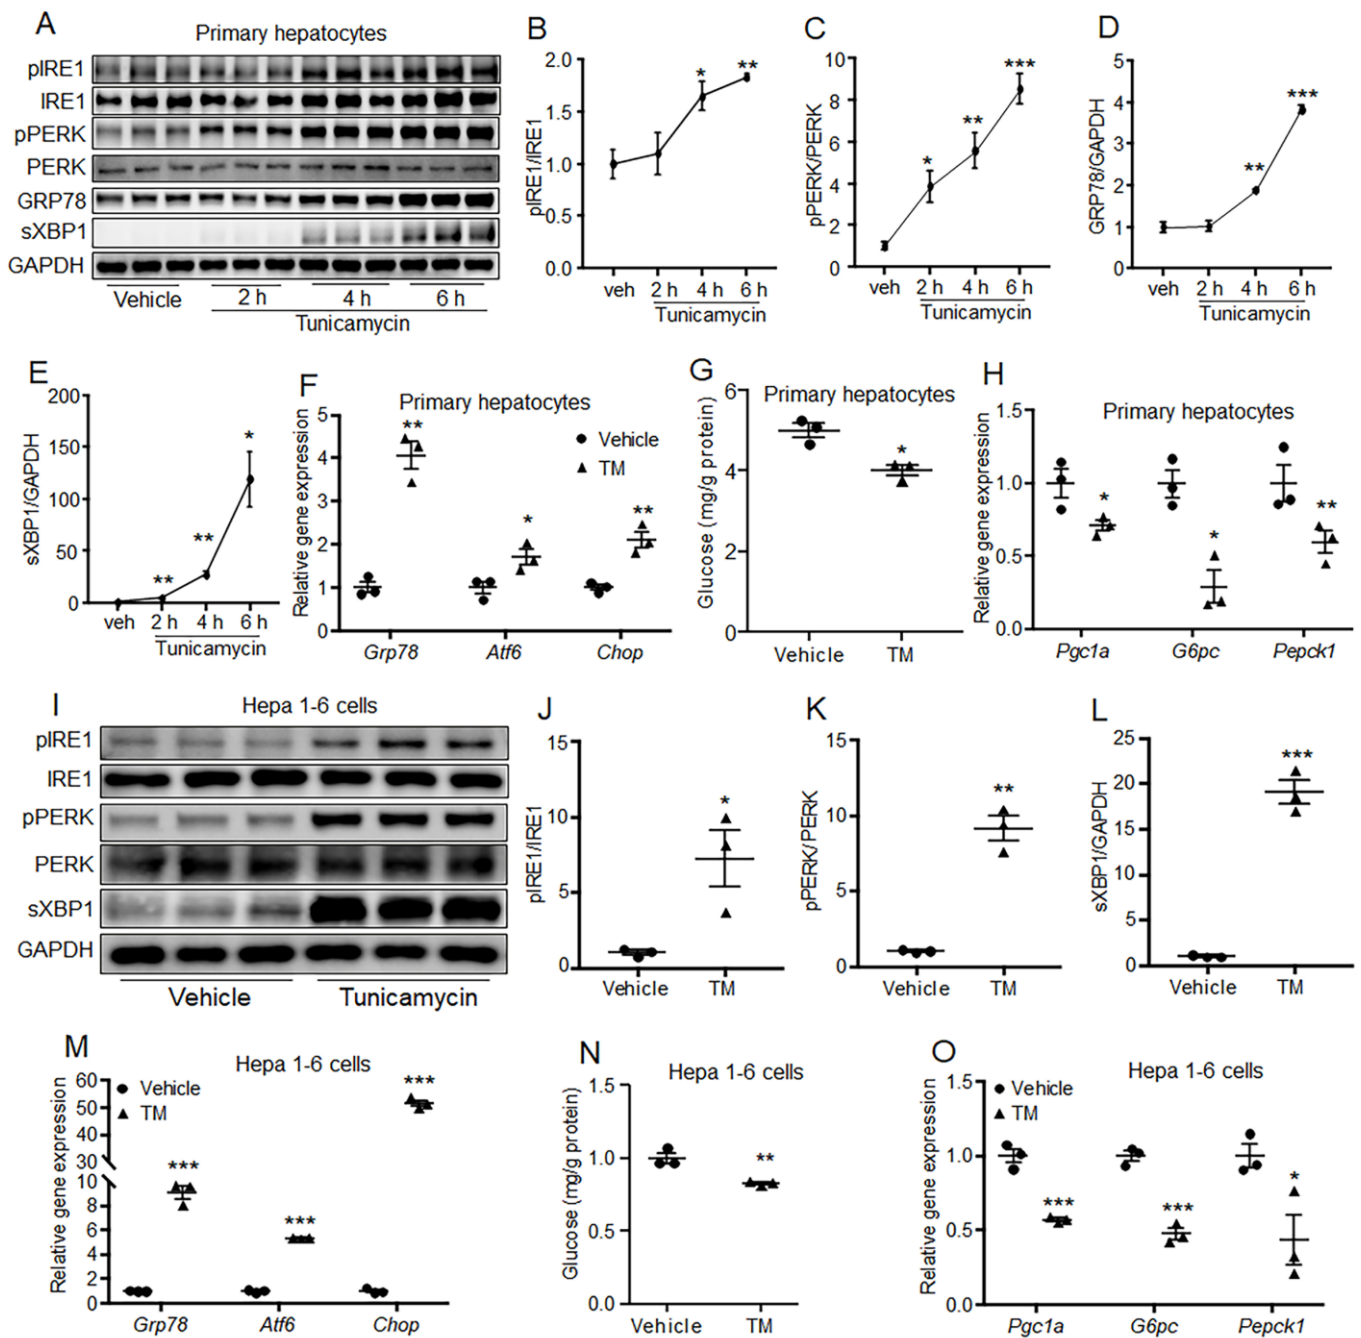 A
Primary hepatocytes
pIRE1
IRE1
pPERK
PERK
GRP78
sXBP1
GAPDH
Vehicle 2 h 4 h 6 h
Tunicamycin
B
pIRE1/IRE1
2.0
1.5
1.0
0.5
0.0
* **
veh 2 h 4 h 6 h
Tunicamycin
C
pPERK/PERK
10
8
6
4
2
0
* ** ***
veh 2 h 4 h 6 h
Tunicamycin
D
GRP78/GAPDH
5
4
3
2
1
0
** ***
veh 2 h 4 h 6 h
Tunicamycin
E
sXBP1/GAPDH
200
150
100
50
0
** ** *
veh 2 h 4 h 6 h
Tunicamycin
F
Primary hepatocytes
Relative gene expression
5
4
3
2
1
0
Vehicle
TM
** * **
Grp78 Atf6 Chop
G
Primary hepatocytes
Glucose (mg/g protein)
6
4
2
0
*
Vehicle TM
H
Primary hepatocytes
Relative gene expression
1.5
1.0
0.5
0.0
* * **
Pgc1a G6pc Pepck1
I
Hepa 1-6 cells
pIRE1
IRE1
pPERK
PERK
sXBP1
GAPDH
Vehicle Tunicamycin
J
pIRE1/IRE1
15
10
5
0
*
Vehicle TM
K
pPERK/PERK
15
10
5
0
**
Vehicle TM
L
sXBP1/GAPDH
25
20
15
10
5
0
***
Vehicle TM
M
Hepa 1-6 cells
Relative gene expression
60
50
40
30
10
8
6
4
2
0
Vehicle
TM
*** *** ***
Grp78 Atf6 Chop
N
Hepa 1-6 cells
Glucose (mg/g protein)
1.5
1.0
0.5
0.0
**
Vehicle TM
O
Hepa 1-6 cells
Relative gene expression
1.5
1.0
0.5
0.0
Vehicle
TM
*** *** *
Pgc1a G6pc Pepck1